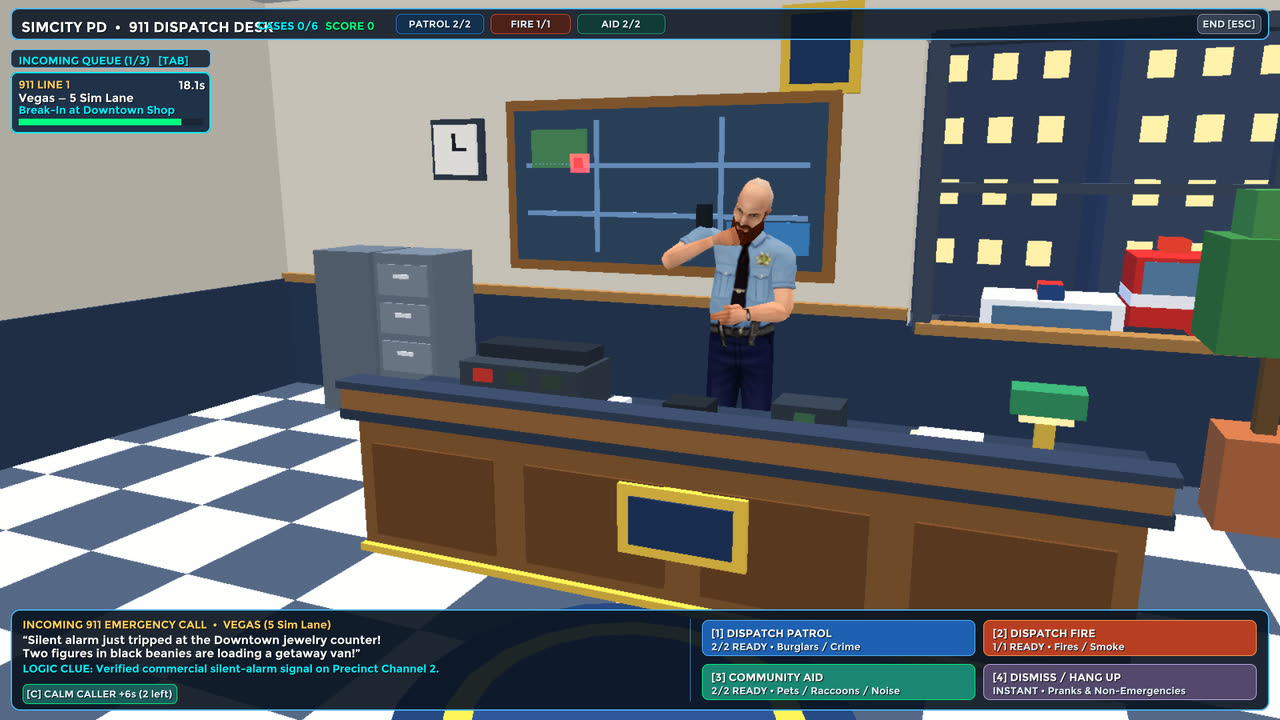 SIMCITY PD • 911 DISPATCH DESK
CASES 0/6 SCORE 0
PATROL 2/2
FIRE 1/1
AID 2/2
END [ESC]
INCOMING QUEUE (1/3) [TAB]
911 LINE 1
18.1s
Vegas — 5 Sim Lane
Break-In at Downtown Shop
INCOMING 911 EMERGENCY CALL • VEGAS (5 Sim Lane)
“Silent alarm just tripped at the Downtown jewelry counter!
Two figures in black beanies are loading a getaway van!”
LOGIC CLUE: Verified commercial silent-alarm signal on Precinct Channel 2.
[C] CALM CALLER +6s (2 left)
[1] DISPATCH PATROL
2/2 READY • Burglars / Crime
[2] DISPATCH FIRE
1/1 READY • Fires / Smoke
[3] COMMUNITY AID
2/2 READY • Pets / Raccoons / Noise
[4] DISMISS / HANG UP
INSTANT • Pranks & Non-Emergencies